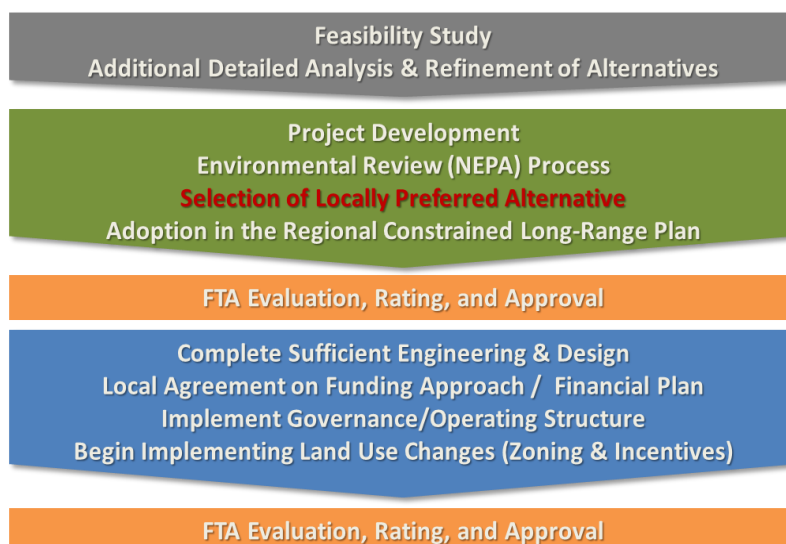 Feasibility Study
Additional Detailed Analysis & Refinement of Alternatives
Project Development
Environmental Review (NEPA) Process
Selection of Locally Preferred Alternative
Adoption in the Regional Constrained Long-Range Plan
FTA Evaluation, Rating, and Approval
Complete Sufficient Engineering & Design
Local Agreement on Funding Approach / Financial Plan
Implement Governance/Operating Structure
Begin Implementing Land Use Changes (Zoning & Incentives)
FTA Evaluation, Rating, and Approval